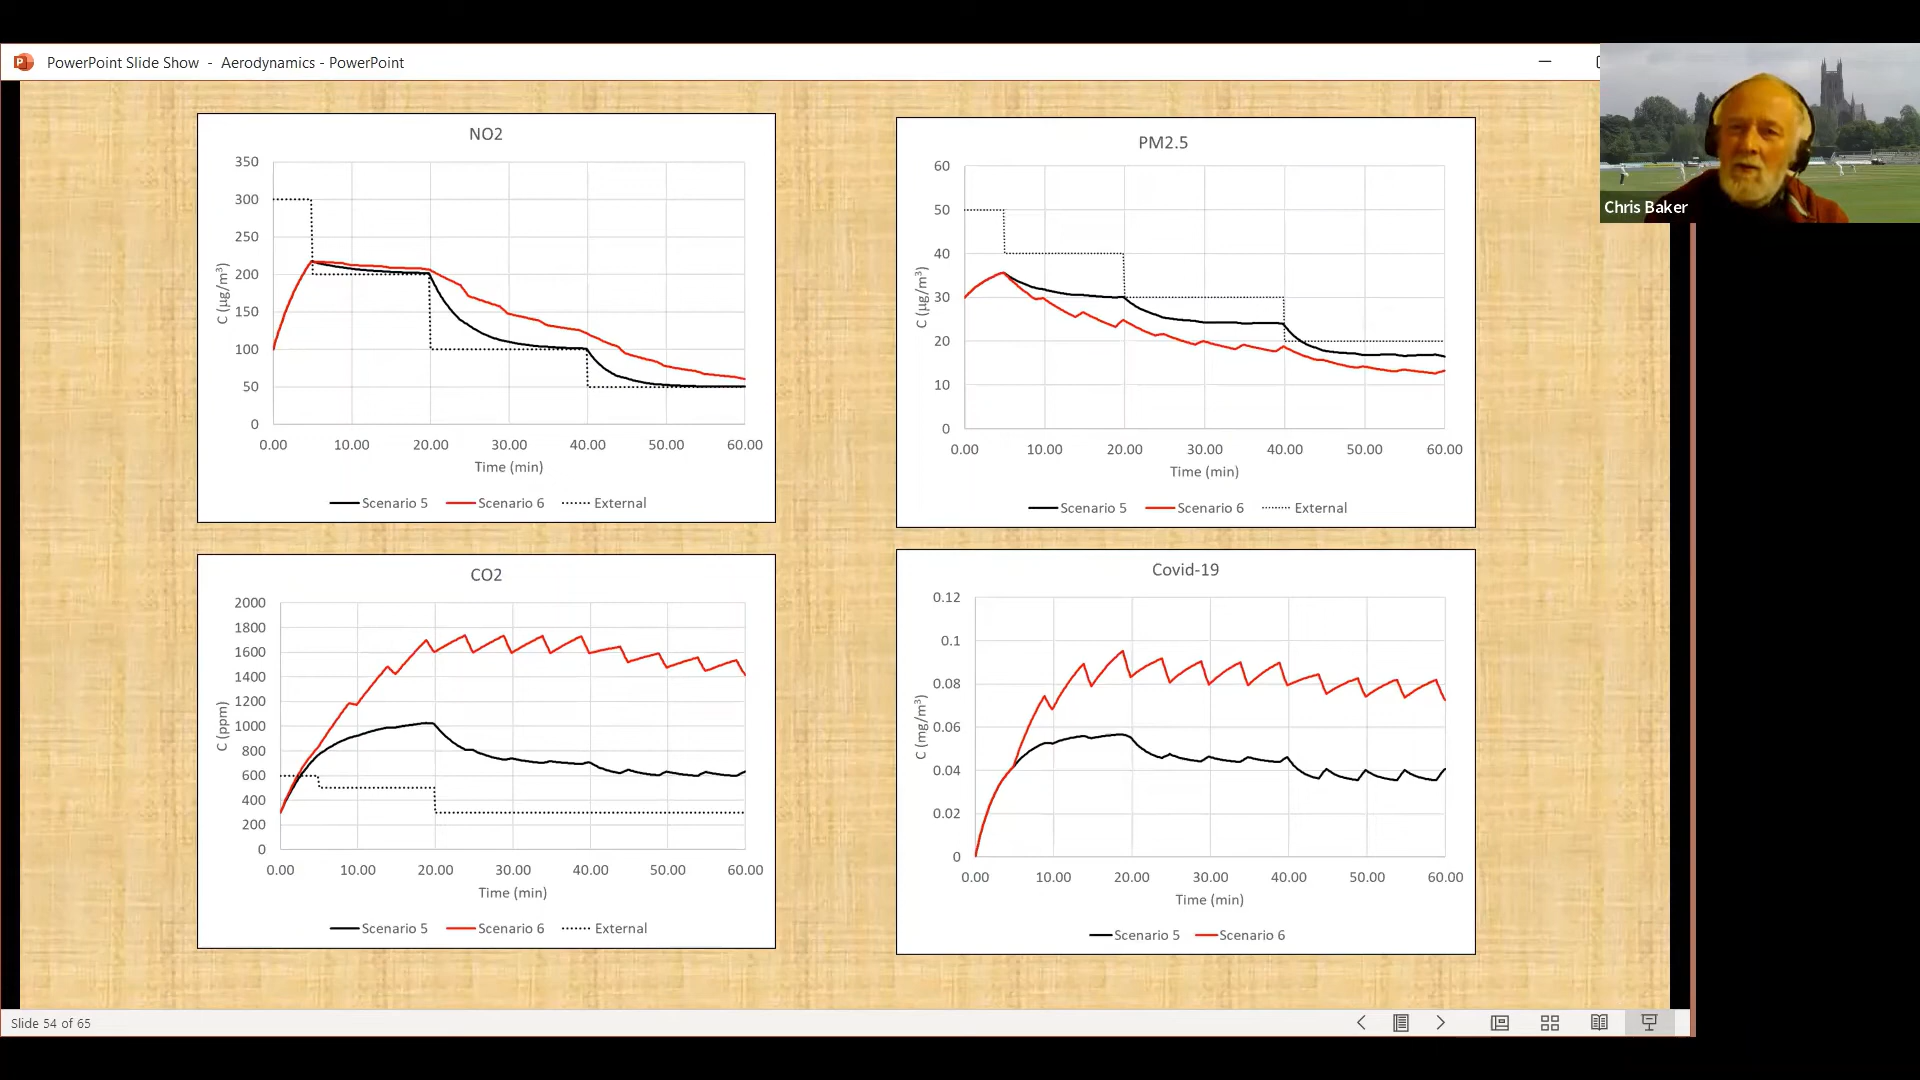 PowerPoint Slide Show - Aerodynamics - PowerPoint
Chris Baker
NO2
350
300
250
200
150
100
50
0
C (µg/m³)
0.00 10.00 20.00 30.00 40.00 50.00 60.00
Time (min)
Scenario 5 Scenario 6 External
PM2.5
60
50
40
30
20
10
0
C (µg/m³)
0.00 10.00 20.00 30.00 40.00 50.00 60.00
Time (min)
Scenario 5 Scenario 6 External
CO2
2000
1800
1600
1400
1200
1000
800
600
400
200
0
C (ppm)
0.00 10.00 20.00 30.00 40.00 50.00 60.00
Time (min)
Scenario 5 Scenario 6 External
Covid-19
0.12
0.1
0.08
0.06
0.04
0.02
0
C (mg/m³)
0.00 10.00 20.00 30.00 40.00 50.00 60.00
Time (min)
Scenario 5 Scenario 6
Slide 54 of 65